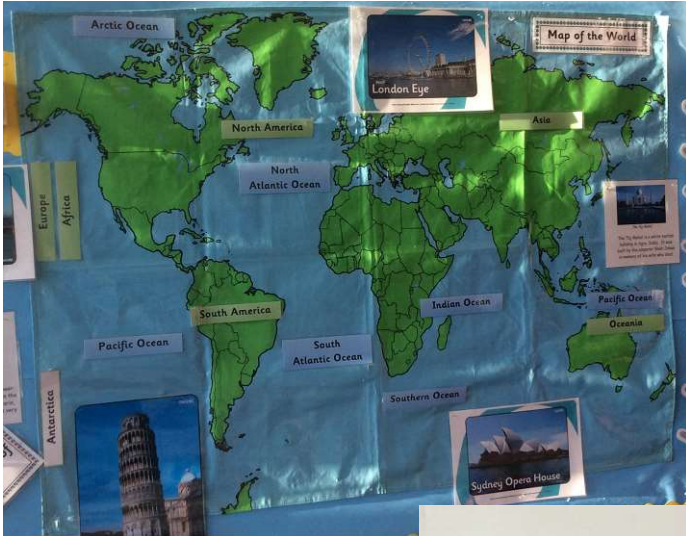 Arctic Ocean
London Eye
Map of the World
North America
Asia
North
Atlantic Ocean
Europe
Africa
South America
Indian Ocean
Pacific Ocean
Oceania
Pacific Ocean
South
Atlantic Ocean
Southern Ocean
Antarctica
Sydney Opera House